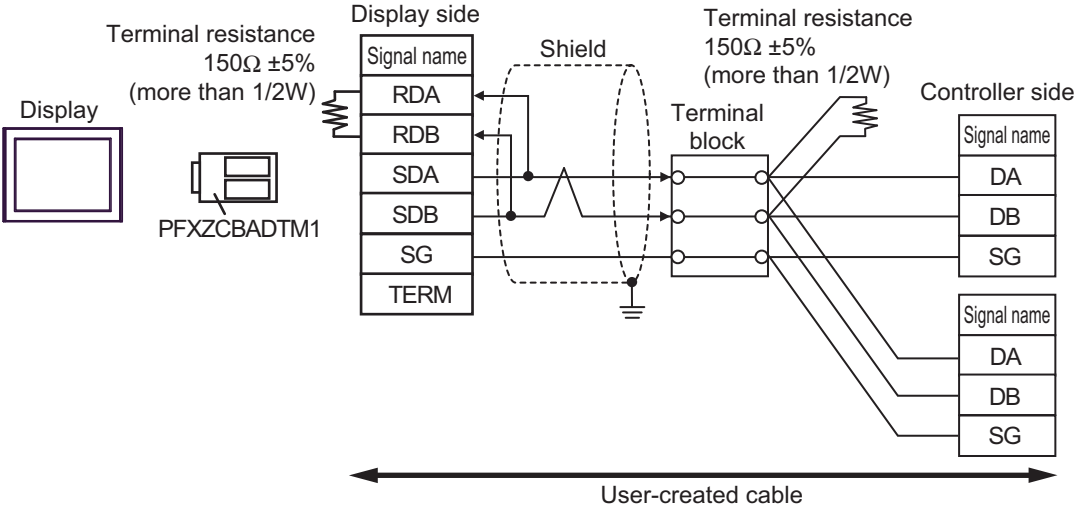 Display
PFXZCBADTM1
Terminal resistance
150Ω ±5%
(more than 1/2W)
Display side
Signal name
RDA
RDB
SDA
SDB
SG
TERM
Shield
Terminal
block
Terminal resistance
150Ω ±5%
(more than 1/2W)
Controller side
Signal name
DA
DB
SG
Signal name
DA
DB
SG
User-created cable